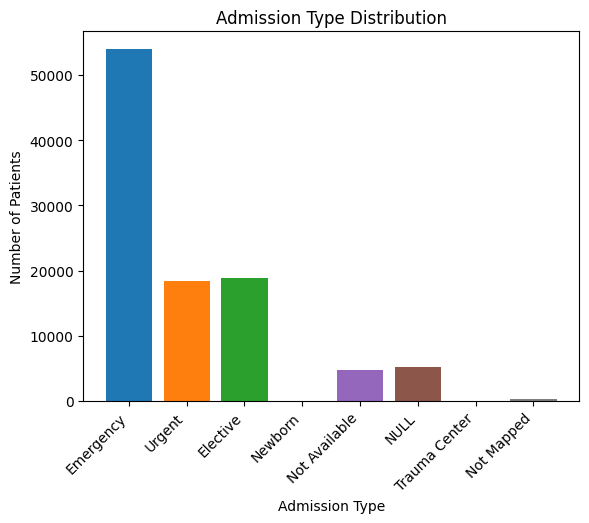 Admission Type Distribution
Number of Patients
50000
40000
30000
20000
10000
0
Emergency
Urgent
Elective
Newborn
Not Available
NULL
Trauma Center
Not Mapped
Admission Type